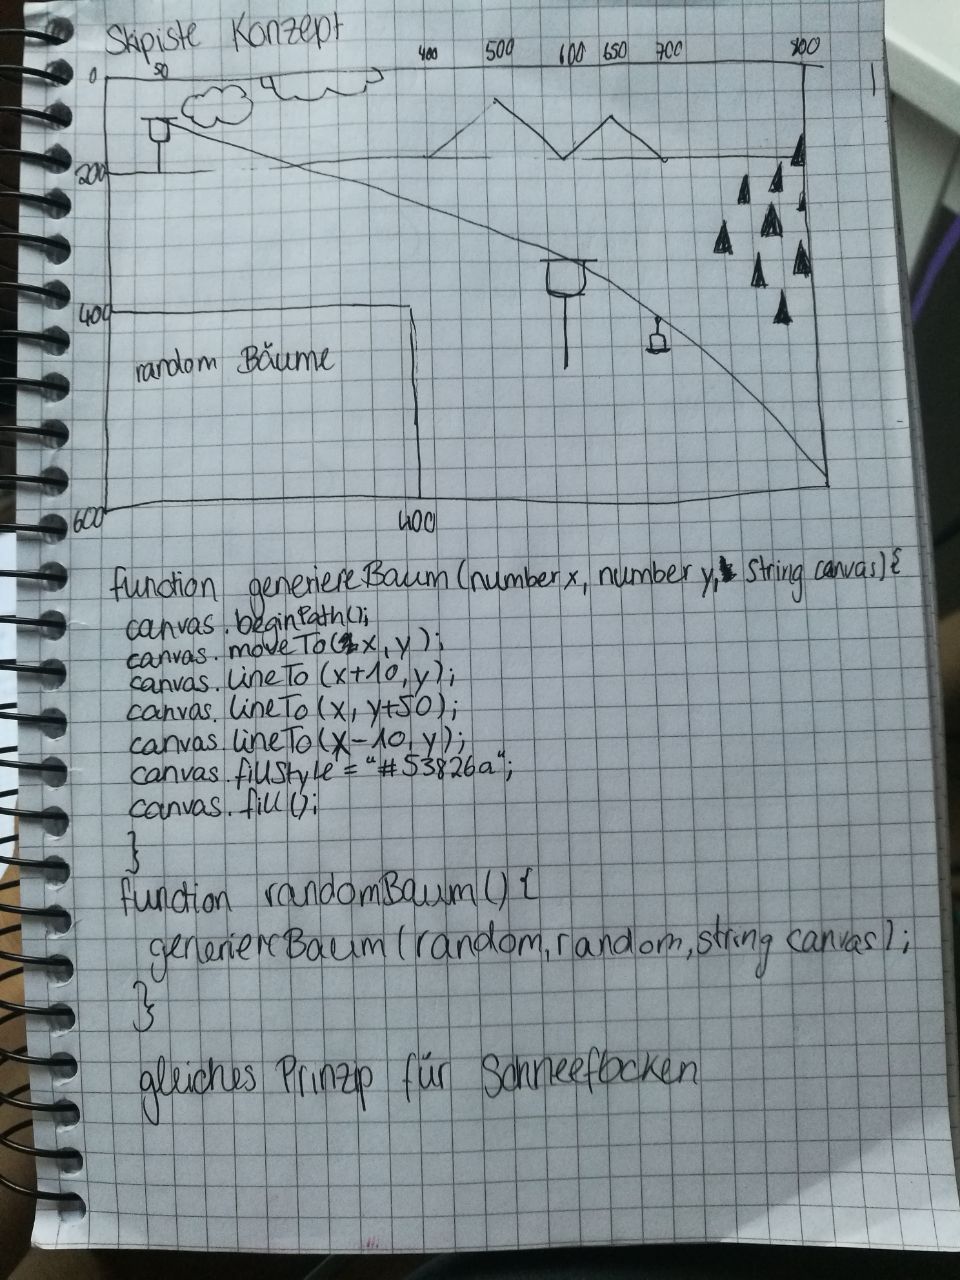 Skipiste Konzept
400 500 600 650 700 800
0 50
200
400
random Bäume
600 400
function generiereBaum(number x, number y, string canvas){
canvas.beginPath();
canvas.moveTo(x,y);
canvas.lineTo(x+10,y);
canvas.lineTo(x, y+50);
canvas.lineTo(x-10,y);
canvas.fillStyle="#53826a";
canvas.fill();
}
function randomBaum(){
generiereBaum(random, random, string canvas);
}
gleiches Prinzip für Schneeflocken